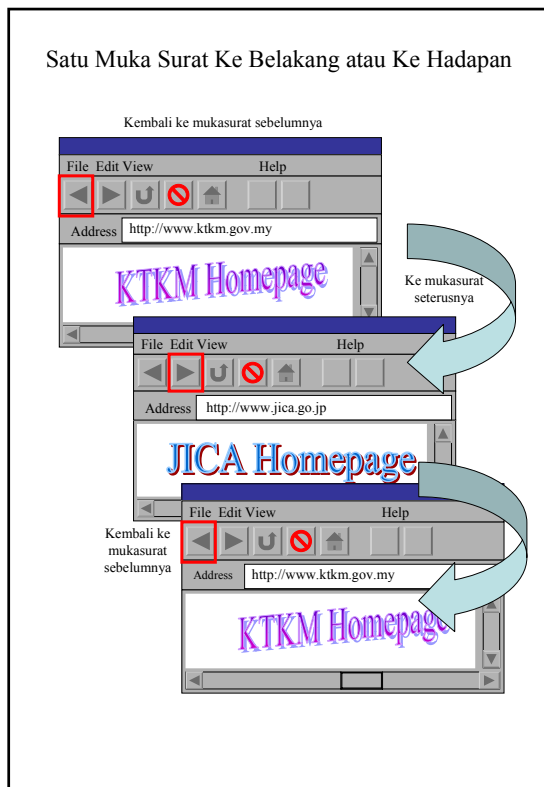 Satu Muka Surat Ke Belakang atau Ke Hadapan
Kembali ke mukasurat sebelumnya
File Edit View Help
Address http://www.ktkm.gov.my
KTKM Homepage
Ke mukasurat
seterusnya
File Edit View Help
Address http://www.jica.go.jp
JICA Homepage
Kembali ke
mukasurat
sebelumnya
File Edit View Help
Address http://www.ktkm.gov.my
KTKM Homepage